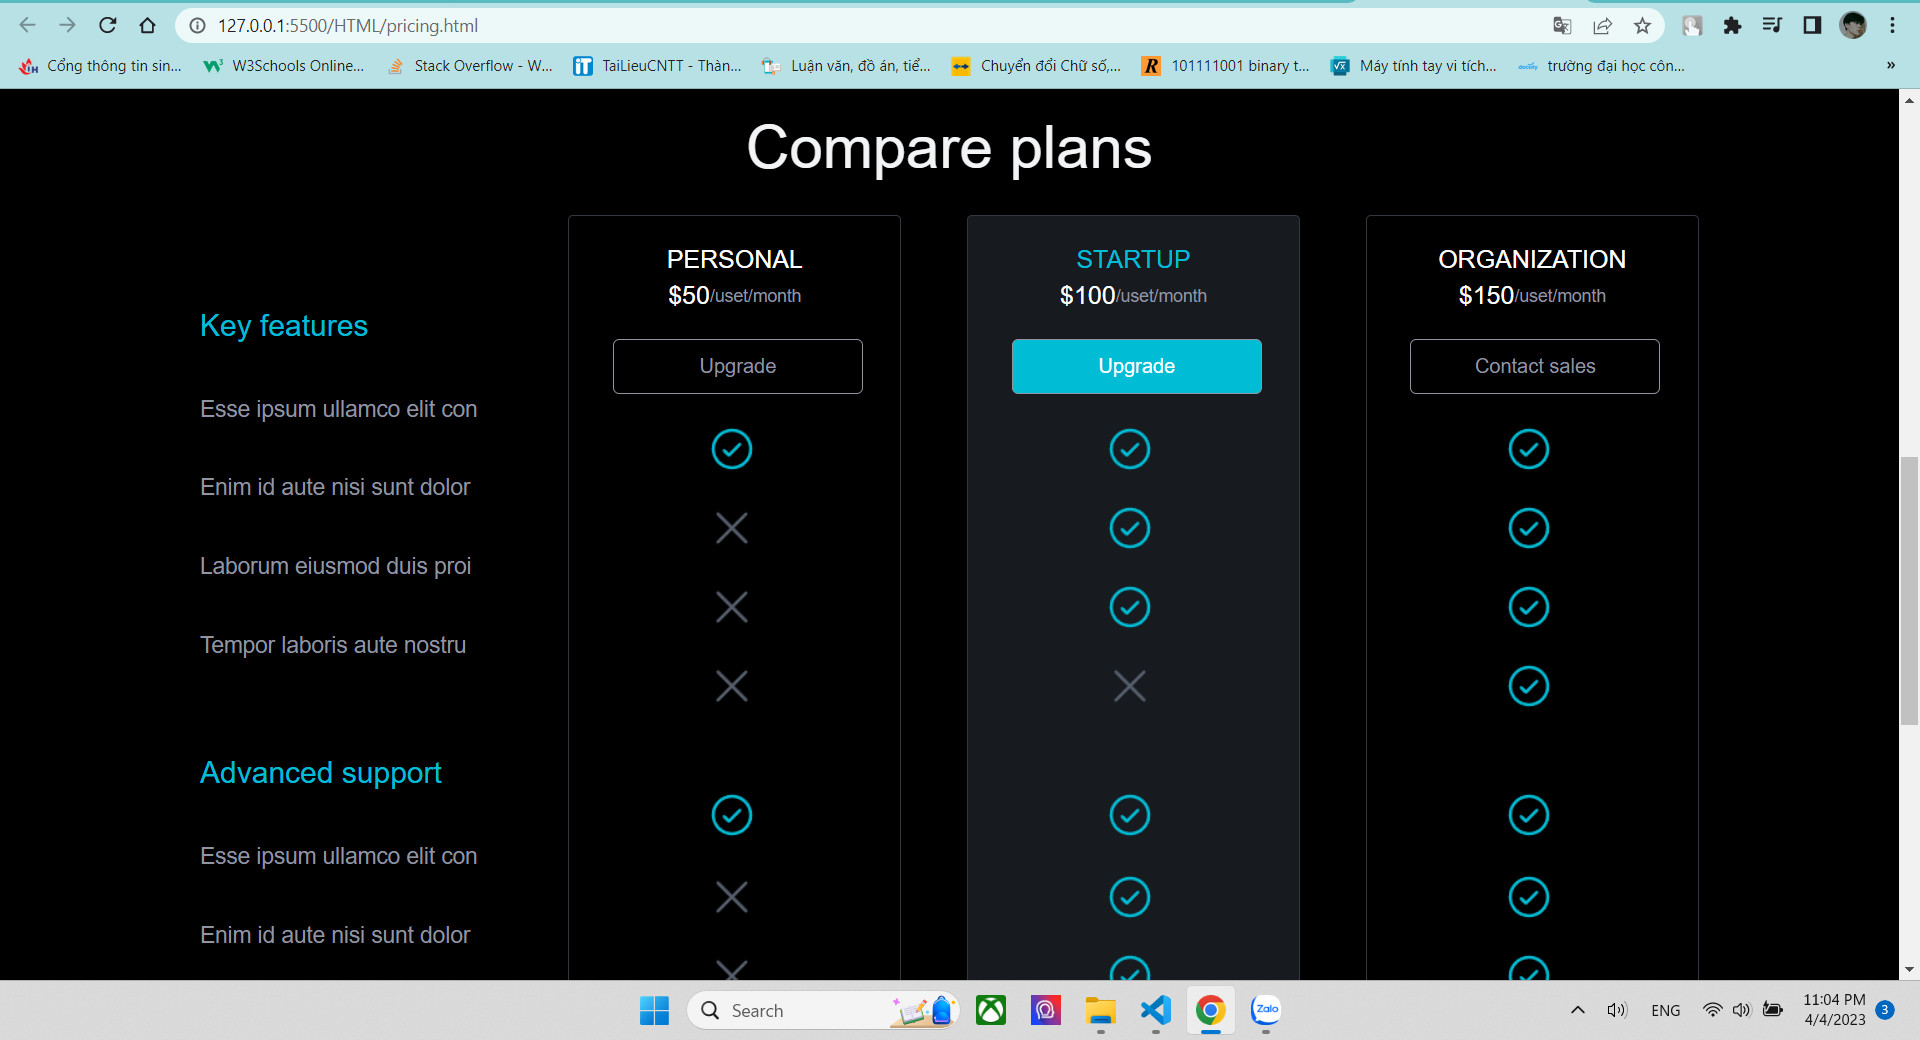 127.0.0.1:5500/HTML/pricing.html
Cổng thông tin sin... W3Schools Online... Stack Overflow - W... TaiLieuCNTT - Thàn... Luận văn, đồ án, tiể... Chuyển đổi Chữ số,... 101111001 binary t... Máy tính tay vi tích... trường đại học côn... »
Compare plans
PERSONAL STARTUP ORGANIZATION
$50/uset/month $100/uset/month $150/uset/month
Key features
Upgrade Upgrade Contact sales
Esse ipsum ullamco elit con
Enim id aute nisi sunt dolor
Laborum eiusmod duis proi
Tempor laboris aute nostru
Advanced support
Esse ipsum ullamco elit con
Enim id aute nisi sunt dolor
Search
Zalo
ENG
11:04 PM
4/4/2023
3